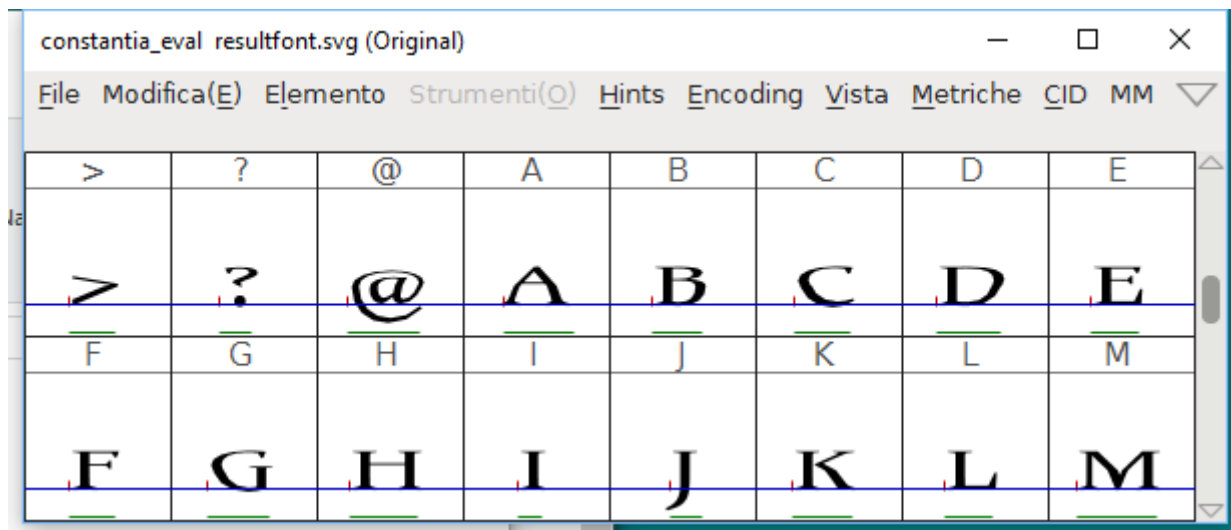 constantia_eval resultfont.svg (Original)
File Modifica(E) Elemento Strumenti(O) Hints Encoding Vista Metriche CID MM
> ? @ A B C D E
> ? @ A B C D E
F G H I J K L M
F G H I J K L M